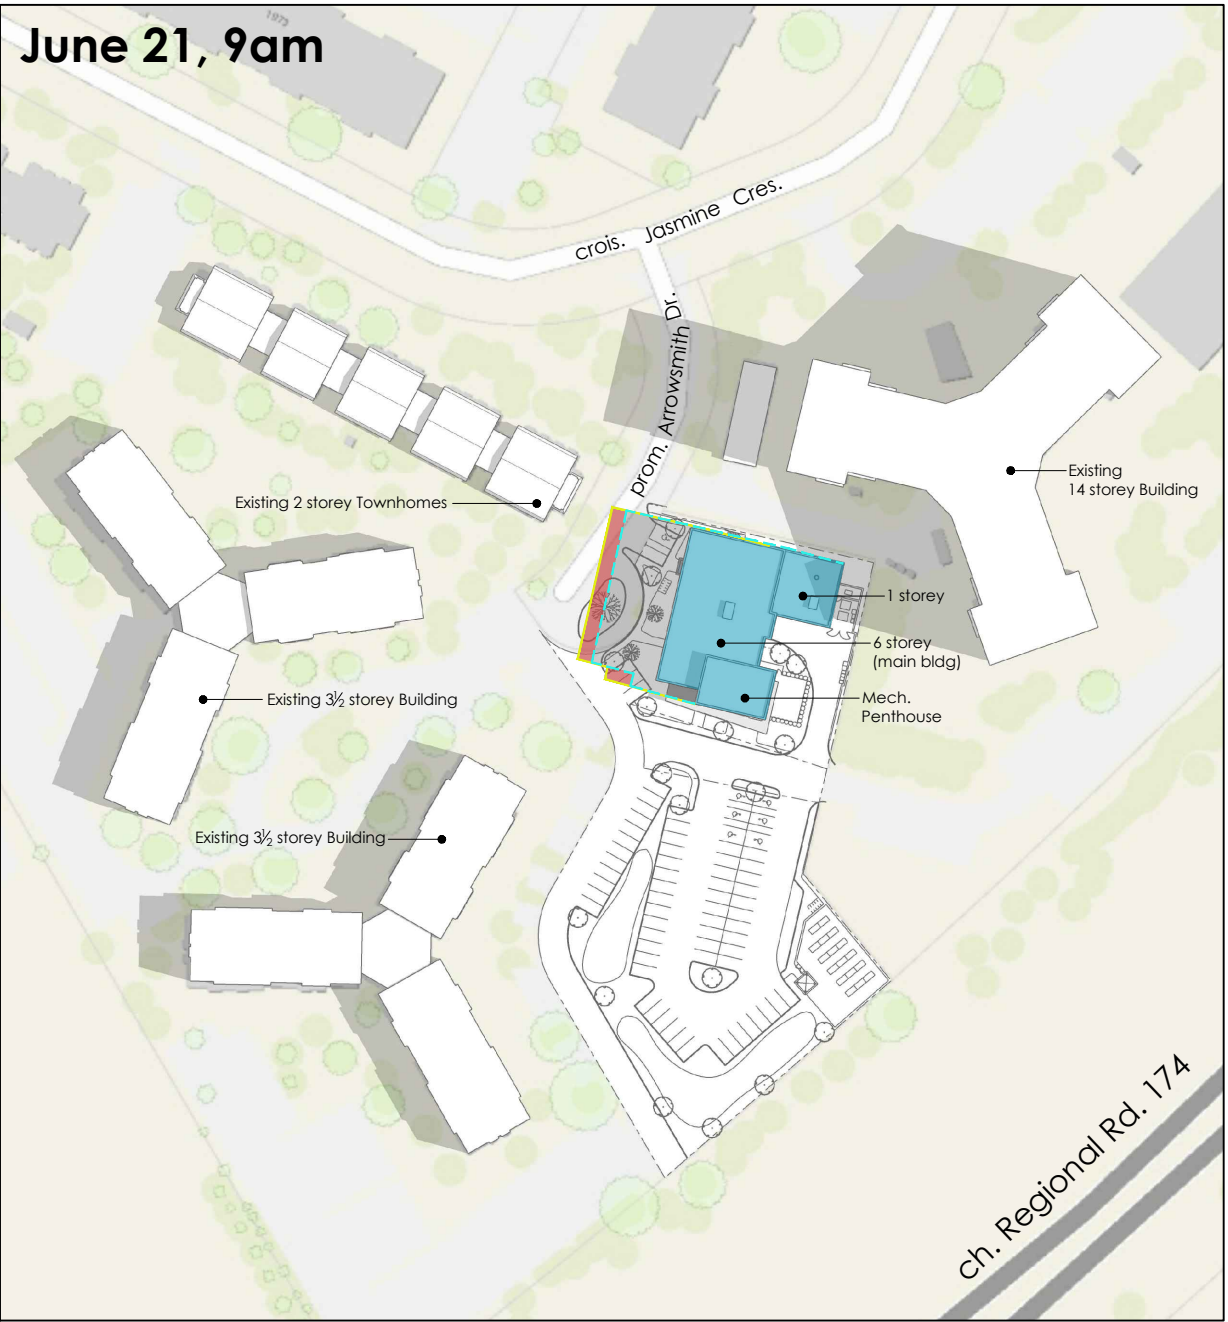 June 21, 9am
1973
crois. Jasmine Cres.
prom. Arrowsmith Dr.
Existing
14 storey Building
Existing 2 storey Townhomes
1 storey
6 storey
(main bldg)
Mech.
Penthouse
Existing 3½ storey Building
Existing 3½ storey Building
ch. Regional Rd. 174